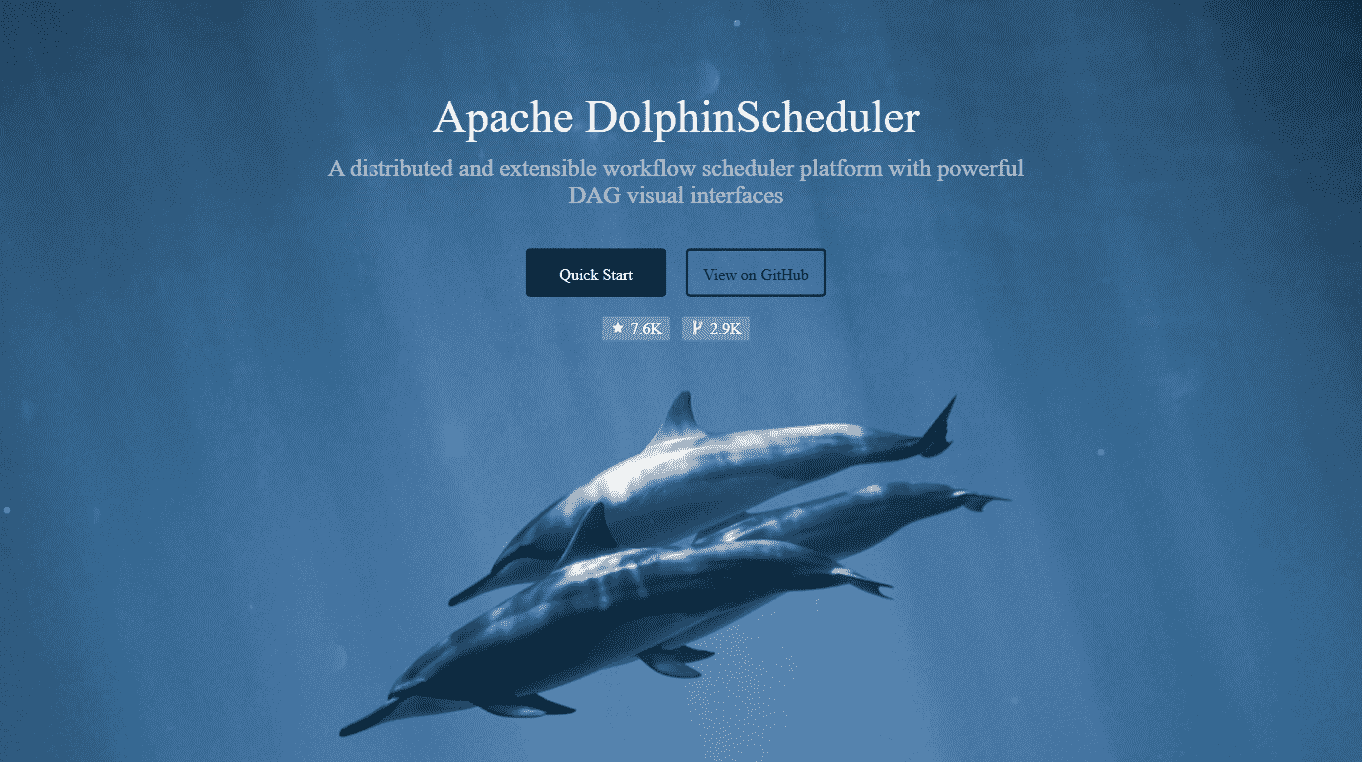 Apache DolphinScheduler
A distributed and extensible workflow scheduler platform with powerful
DAG visual interfaces
Quick Start
View on GitHub
7.6K
2.9K